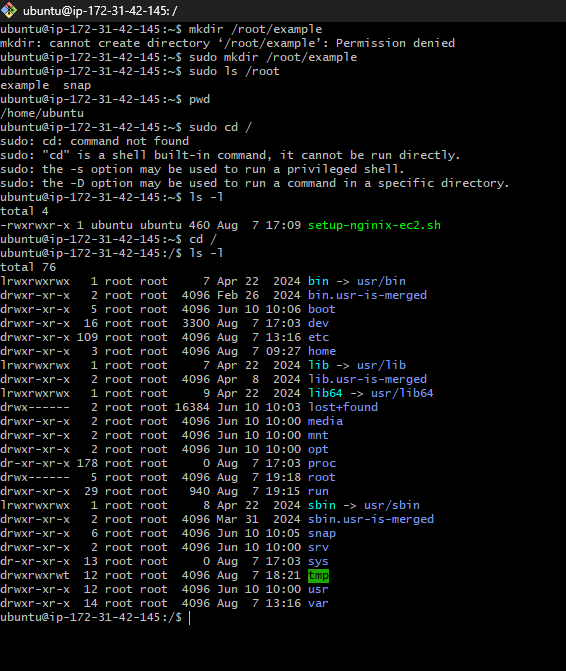 ubuntu@ip-172-31-42-145: /
ubuntu@ip-172-31-42-145:~$ mkdir /root/example
mkdir: cannot create directory ‘/root/example’: Permission denied
ubuntu@ip-172-31-42-145:~$ sudo mkdir /root/example
ubuntu@ip-172-31-42-145:~$ sudo ls /root
example  snap
ubuntu@ip-172-31-42-145:~$ pwd
/home/ubuntu
ubuntu@ip-172-31-42-145:~$ sudo cd /
sudo: cd: command not found
sudo: "cd" is a shell built-in command, it cannot be run directly.
sudo: the -s option may be used to run a privileged shell.
sudo: the -D option may be used to run a command in a specific directory.
ubuntu@ip-172-31-42-145:~$ ls -l
total 4
-rwxrwxr-x 1 ubuntu ubuntu 460 Aug  7 17:09 setup-nginix-ec2.sh
ubuntu@ip-172-31-42-145:~$ cd /
ubuntu@ip-172-31-42-145:/$ ls -l
total 76
lrwxrwxrwx   1 root root     7 Apr 22  2024 bin -> usr/bin
drwxr-xr-x   2 root root  4096 Feb 26  2024 bin.usr-is-merged
drwxr-xr-x   5 root root  4096 Jun 10 10:06 boot
drwxr-xr-x  16 root root  3300 Aug  7 17:03 dev
drwxr-xr-x 109 root root  4096 Aug  7 13:16 etc
drwxr-xr-x   3 root root  4096 Aug  7 09:27 home
lrwxrwxrwx   1 root root     7 Apr 22  2024 lib -> usr/lib
drwxr-xr-x   2 root root  4096 Apr  8  2024 lib.usr-is-merged
lrwxrwxrwx   1 root root     9 Apr 22  2024 lib64 -> usr/lib64
drwx------   2 root root 16384 Jun 10 10:03 lost+found
drwxr-xr-x   2 root root  4096 Jun 10 10:00 media
drwxr-xr-x   2 root root  4096 Jun 10 10:00 mnt
drwxr-xr-x   2 root root  4096 Jun 10 10:00 opt
dr-xr-xr-x 178 root root     0 Aug  7 17:03 proc
drwx------   5 root root  4096 Aug  7 19:18 root
drwxr-xr-x  29 root root   940 Aug  7 19:15 run
lrwxrwxrwx   1 root root     8 Apr 22  2024 sbin -> usr/sbin
drwxr-xr-x   2 root root  4096 Mar 31  2024 sbin.usr-is-merged
drwxr-xr-x   6 root root  4096 Jun 10 10:05 snap
drwxr-xr-x   2 root root  4096 Jun 10 10:00 srv
dr-xr-xr-x  13 root root     0 Aug  7 17:03 sys
drwxrwxrwt  12 root root  4096 Aug  7 18:21 tmp
drwxr-xr-x  12 root root  4096 Jun 10 10:00 usr
drwxr-xr-x  14 root root  4096 Aug  7 13:16 var
ubuntu@ip-172-31-42-145:/$